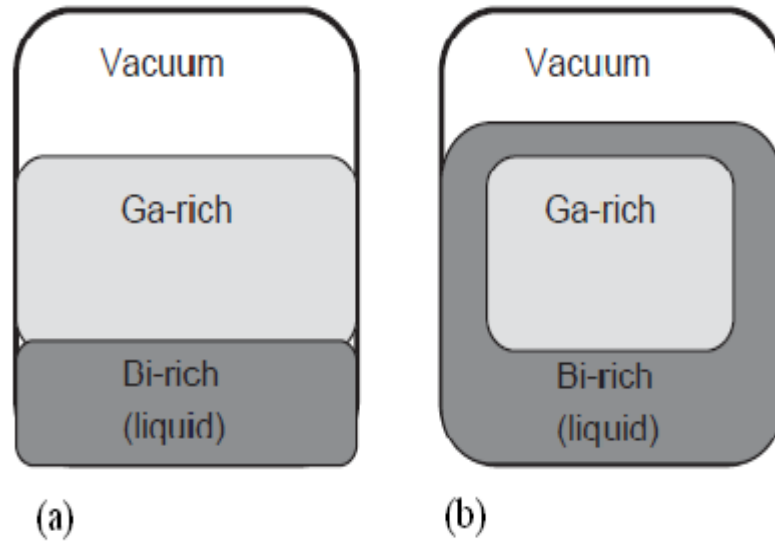 Vacuum
Ga-rich
Bi-rich
(liquid)
(a)
Vacuum
Ga-rich
Bi-rich
(liquid)
(b)